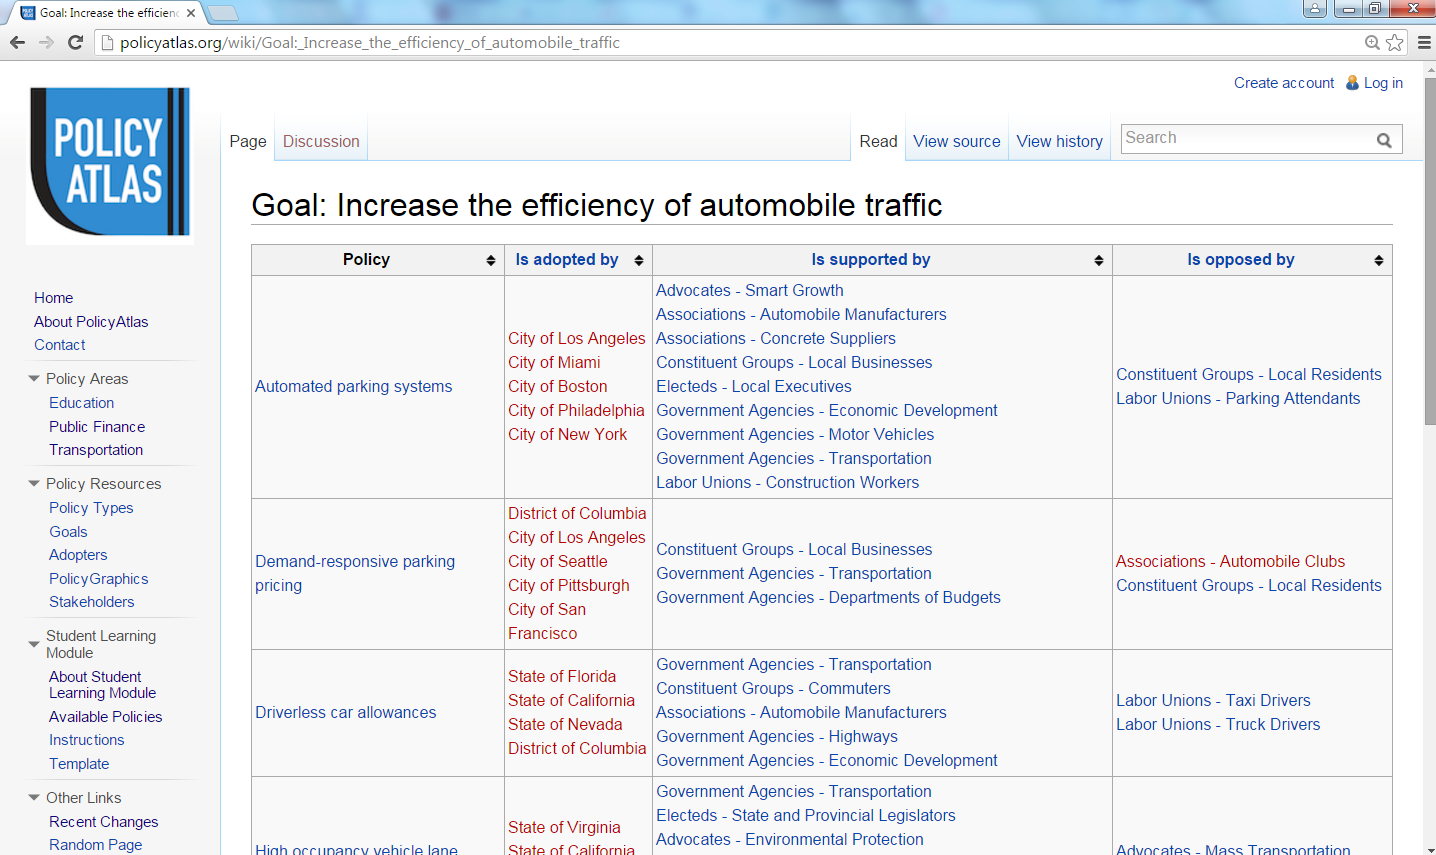 Goal: Increase the efficien
policyatlas.org/wiki/Goal:_Increase_the_efficiency_of_automobile_traffic
Create account Log in
POLICY
ATLAS
Page Discussion Read View source View history Search
Goal: Increase the efficiency of automobile traffic
Home
About PolicyAtlas
Contact
Policy Areas
Education
Public Finance
Transportation
Policy Resources
Policy Types
Goals
Adopters
PolicyGraphics
Stakeholders
Student Learning
Module
About Student
Learning Module
Available Policies
Instructions
Template
Other Links
Recent Changes
Random Page
Policy Is adopted by Is supported by Is opposed by
Automated parking systems
City of Los Angeles
City of Miami
City of Boston
City of Philadelphia
City of New York
Advocates - Smart Growth
Associations - Automobile Manufacturers
Associations - Concrete Suppliers
Constituent Groups - Local Businesses
Electeds - Local Executives
Government Agencies - Economic Development
Government Agencies - Motor Vehicles
Government Agencies - Transportation
Labor Unions - Construction Workers
Constituent Groups - Local Residents
Labor Unions - Parking Attendants
Demand-responsive parking
pricing
District of Columbia
City of Los Angeles
City of Seattle
City of Pittsburgh
City of San
Francisco
Constituent Groups - Local Businesses
Government Agencies - Transportation
Government Agencies - Departments of Budgets
Associations - Automobile Clubs
Constituent Groups - Local Residents
Driverless car allowances
State of Florida
State of California
State of Nevada
District of Columbia
Government Agencies - Transportation
Constituent Groups - Commuters
Associations - Automobile Manufacturers
Government Agencies - Highways
Government Agencies - Economic Development
Labor Unions - Taxi Drivers
Labor Unions - Truck Drivers
High occupancy vehicle lane
State of Virginia
State of California
Government Agencies - Transportation
Electeds - State and Provincial Legislators
Advocates - Environmental Protection
Advocates - Mass Transportation